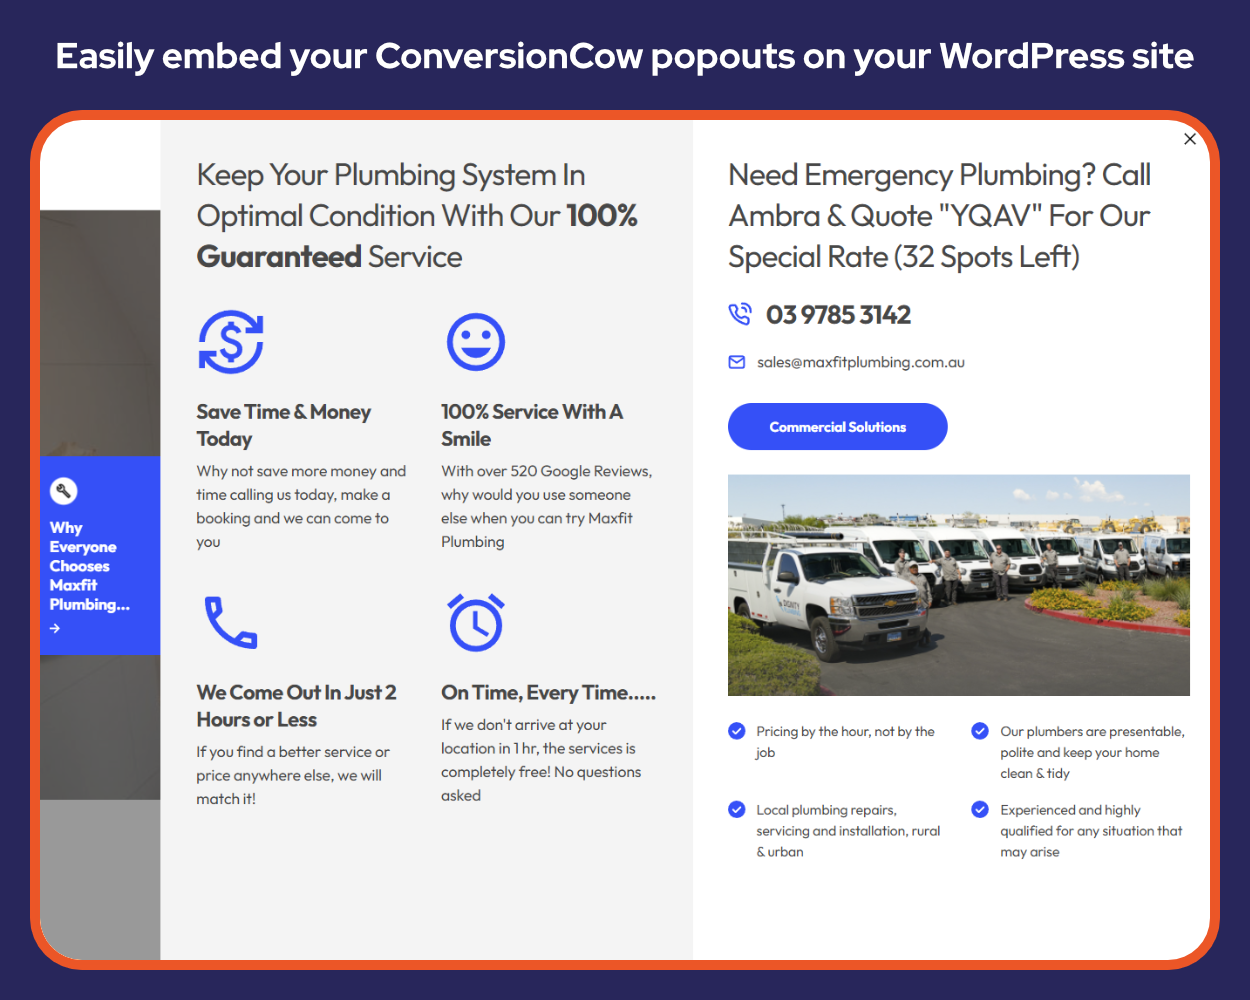 Easily embed your ConversionCow popouts on your WordPress site
Why
Everyone
Chooses
Maxfit
Plumbing...
Keep Your Plumbing System In
Optimal Condition With Our 100%
Guaranteed Service
Save Time & Money
Today
Why not save more money and
time calling us today, make a
booking and we can come to
you
100% Service With A
Smile
With over 520 Google Reviews,
why would you use someone
else when you can try Maxfit
Plumbing
We Come Out In Just 2
Hours or Less
If you find a better service or
price anywhere else, we will
match it!
On Time, Every Time.....
If we don't arrive at your
location in 1 hr, the services is
completely free! No questions
asked
Need Emergency Plumbing? Call
Ambra & Quote "YQAV" For Our
Special Rate (32 Spots Left)
03 9785 3142
sales@maxfitplumbing.com.au
Commercial Solutions
DIGNITY
Pricing by the hour, not by the
job
Our plumbers are presentable,
polite and keep your home
clean & tidy
Local plumbing repairs,
servicing and installation, rural
& urban
Experienced and highly
qualified for any situation that
may arise